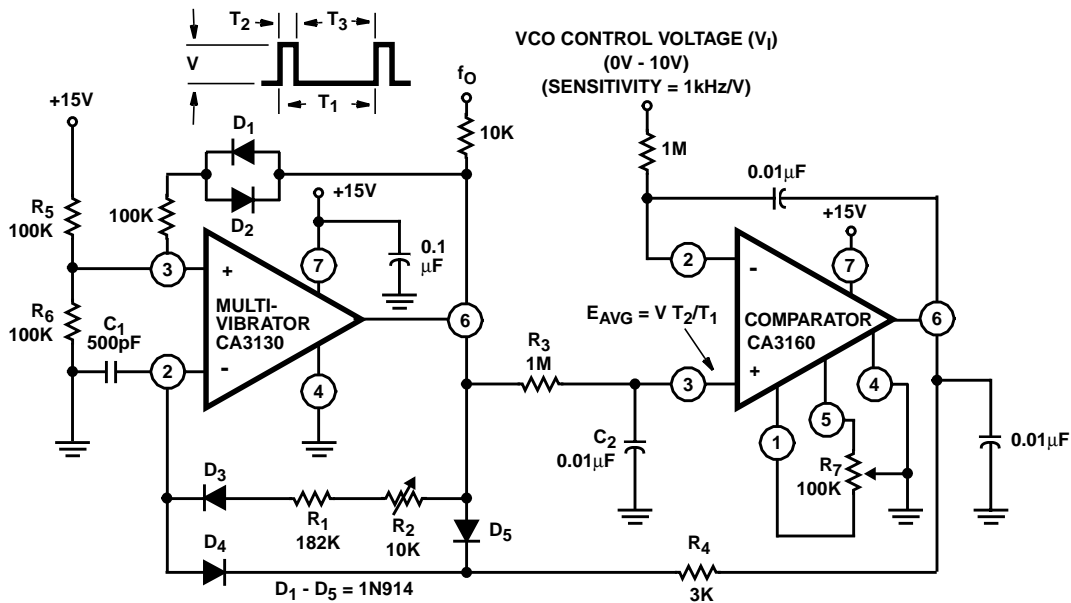 T2
T3
V
T1
fO
VCO CONTROL VOLTAGE (VI)
(0V - 10V)
(SENSITIVITY = 1kHz/V)
+15V
D1
10K
1M
0.01μF
D2
+15V
+15V
R5
100K
100K
0.1
μF
7
2
7
3
+
-
R6
100K
C1
500pF
MULTI-
VIBRATOR
CA3130
6
EAVG = V T2/T1
COMPARATOR
CA3160
6
2
-
R3
1M
3
+
4
4
5
1
C2
0.01μF
R7
100K
0.01μF
D3
R1
182K
R2
10K
D5
D4
R4
3K
D1 - D5 = 1N914